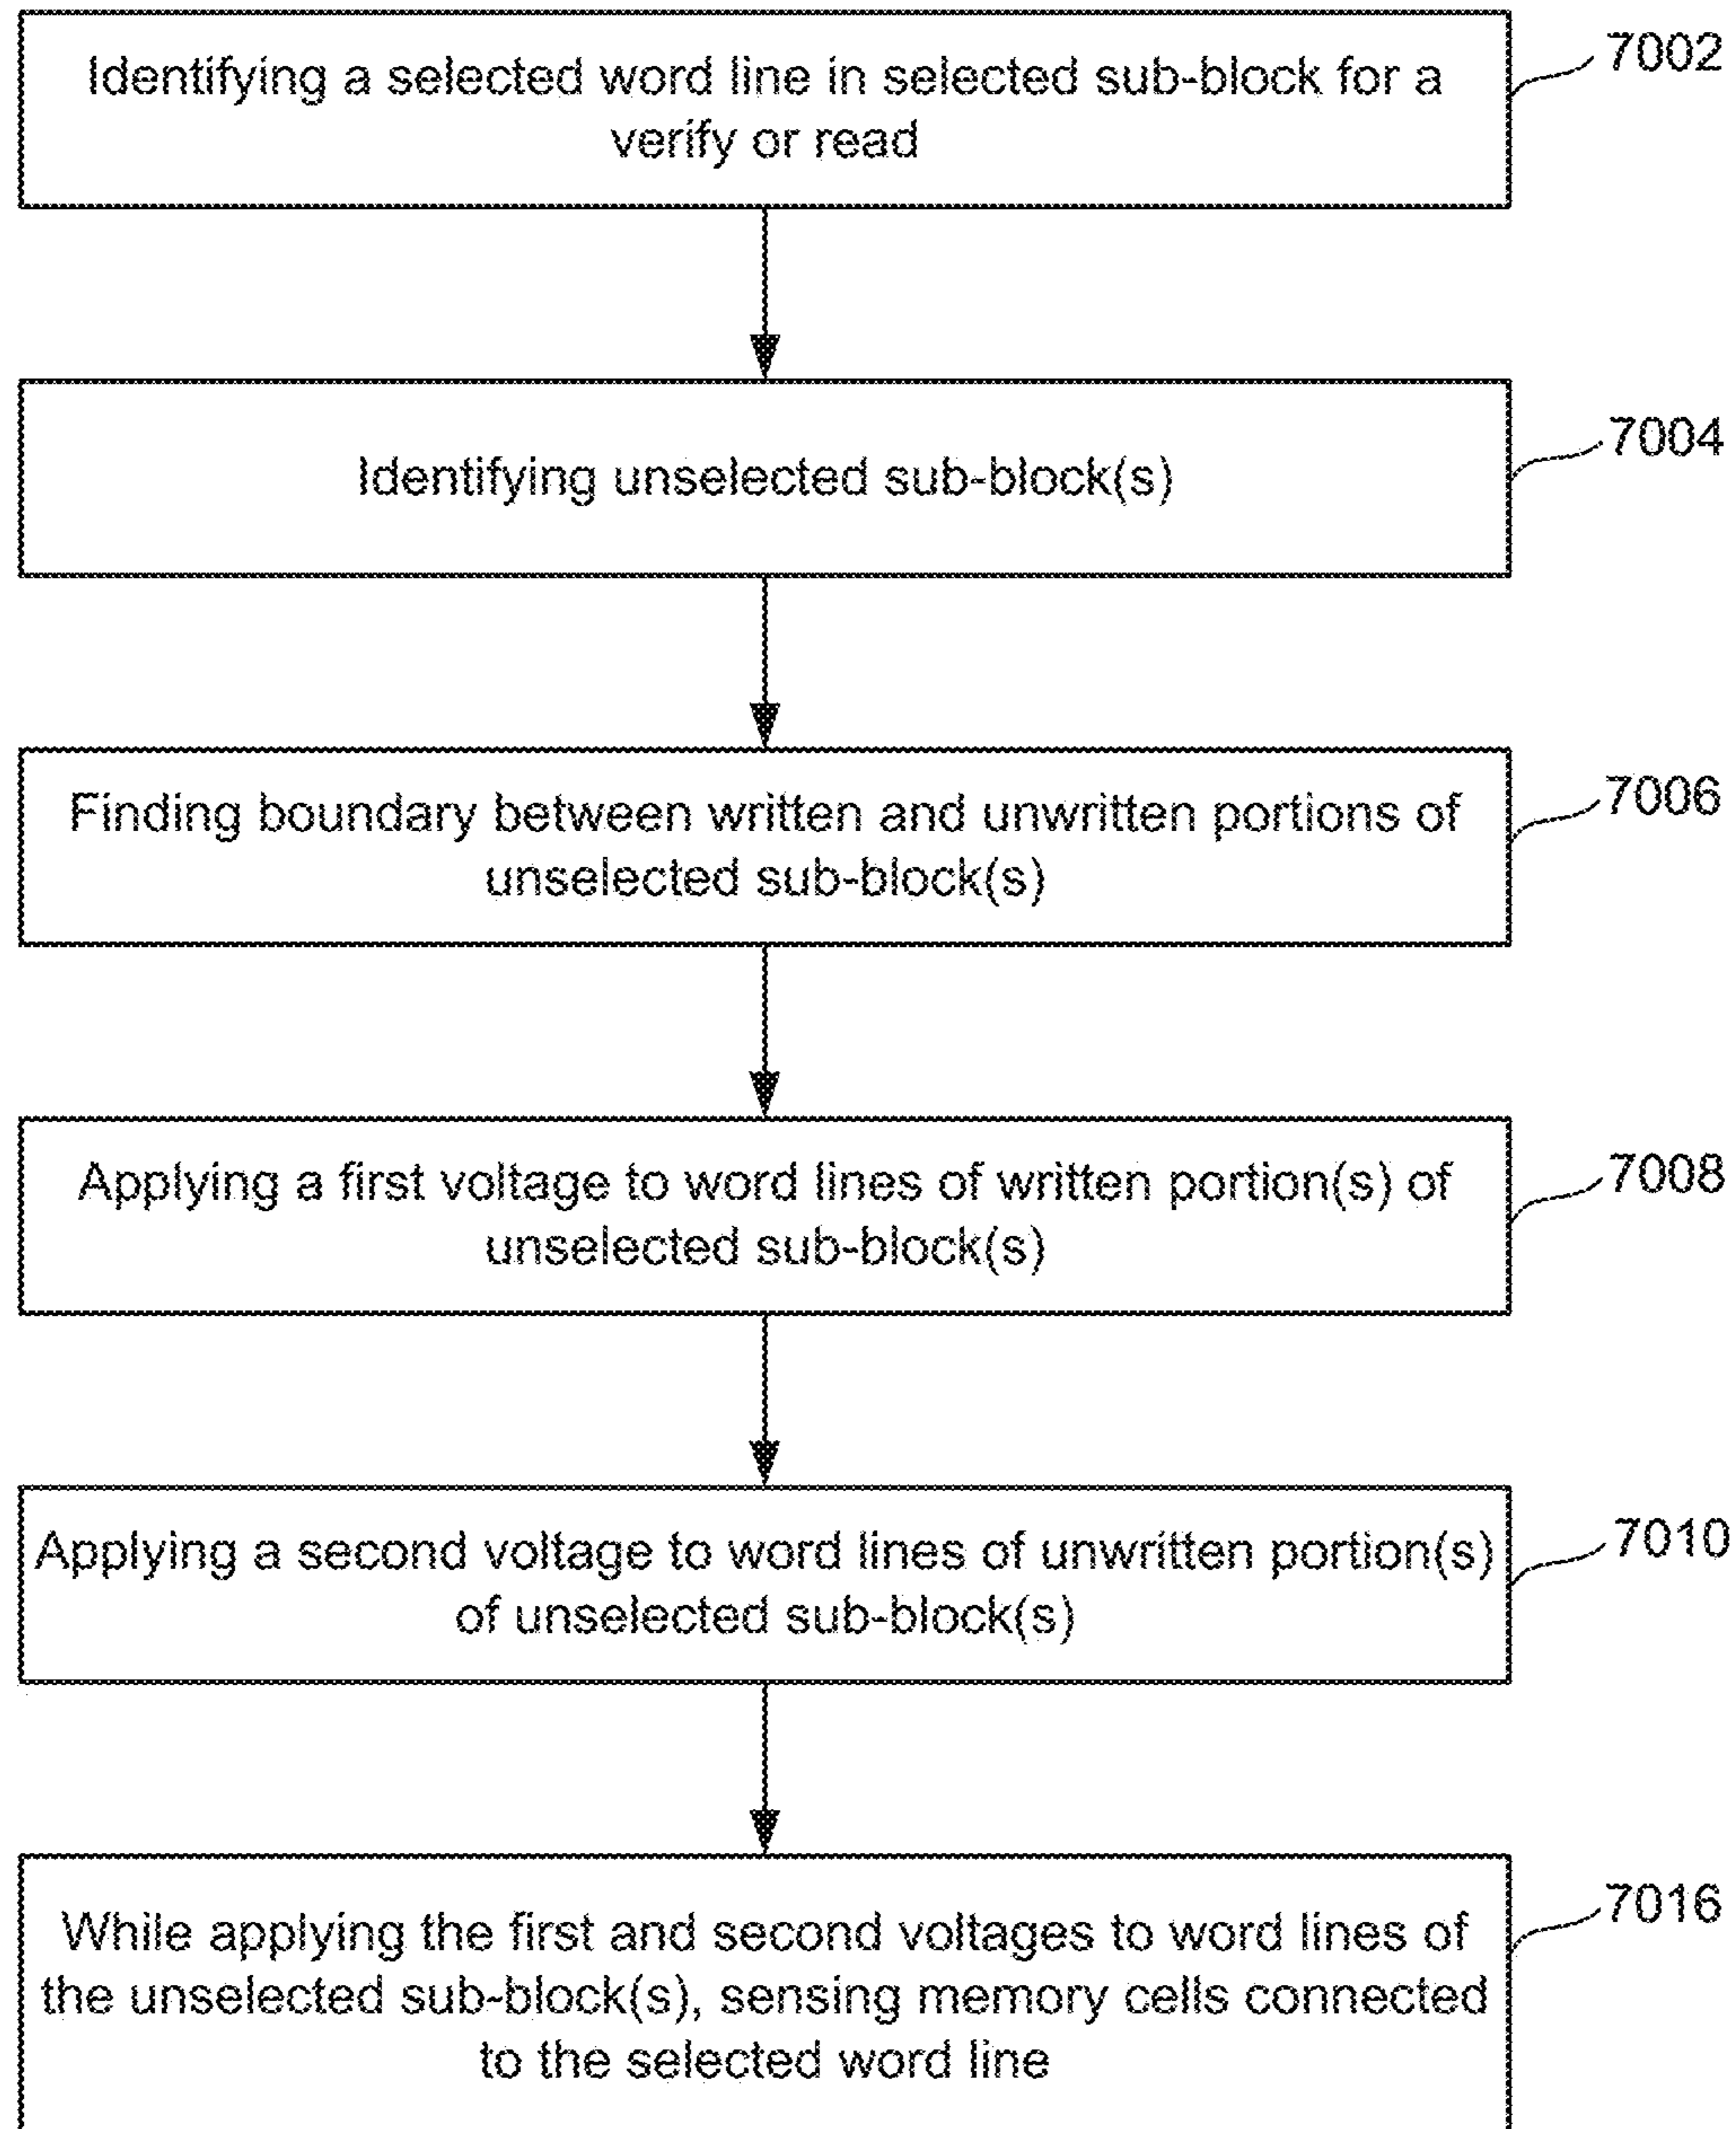 Identifying a selected word line in selected sub-block for a
verify or read
7002
Identifying unselected sub-block(s)
7004
Finding boundary between written and unwritten portions of
unselected sub-block(s)
7006
Applying a first voltage to word lines of written portion(s) of
unselected sub-block(s)
7008
Applying a second voltage to word lines of unwritten portion(s)
of unselected sub-block(s)
7010
While applying the first and second voltages to word lines of
the unselected sub-block(s), sensing memory cells connected
to the selected word line
7016